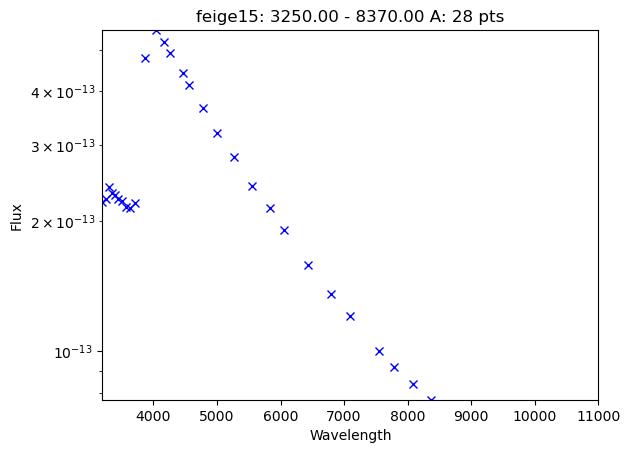 feige15: 3250.00 - 8370.00 A: 28 pts
Flux
4 × 10⁻¹³
3 × 10⁻¹³
2 × 10⁻¹³
10⁻¹³
4000 5000 6000 7000 8000 9000 10000 11000
Wavelength